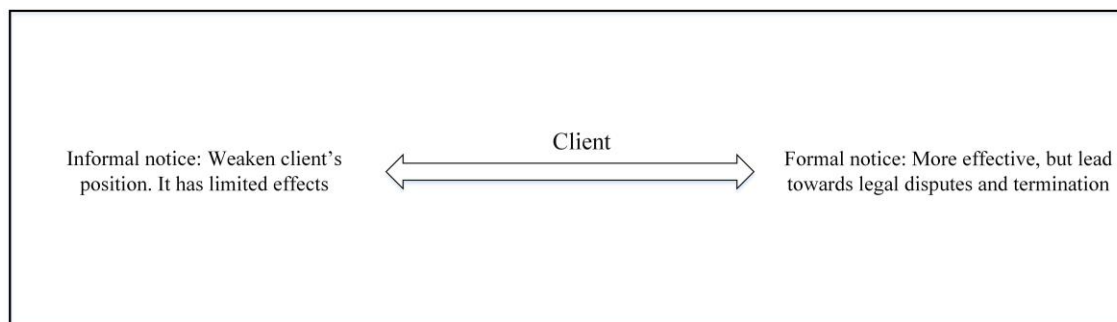 Client
Informal notice: Weaken client's
position. It has limited effects
Formal notice: More effective, but lead
towards legal disputes and termination